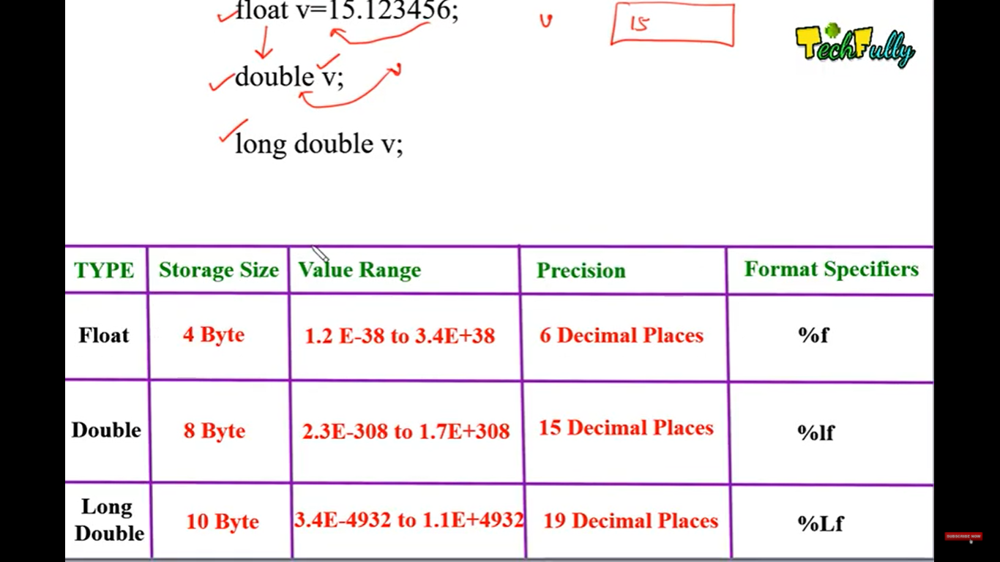 float v=15.123456;
v 15
TechFully
double v;
v
long double v;
TYPE Storage Size Value Range Precision Format Specifiers
Float 4 Byte 1.2 E-38 to 3.4E+38 6 Decimal Places %f
Double 8 Byte 2.3E-308 to 1.7E+308 15 Decimal Places %lf
Long
Double 10 Byte 3.4E-4932 to 1.1E+4932 19 Decimal Places %Lf
SUBSCRIBE NOW